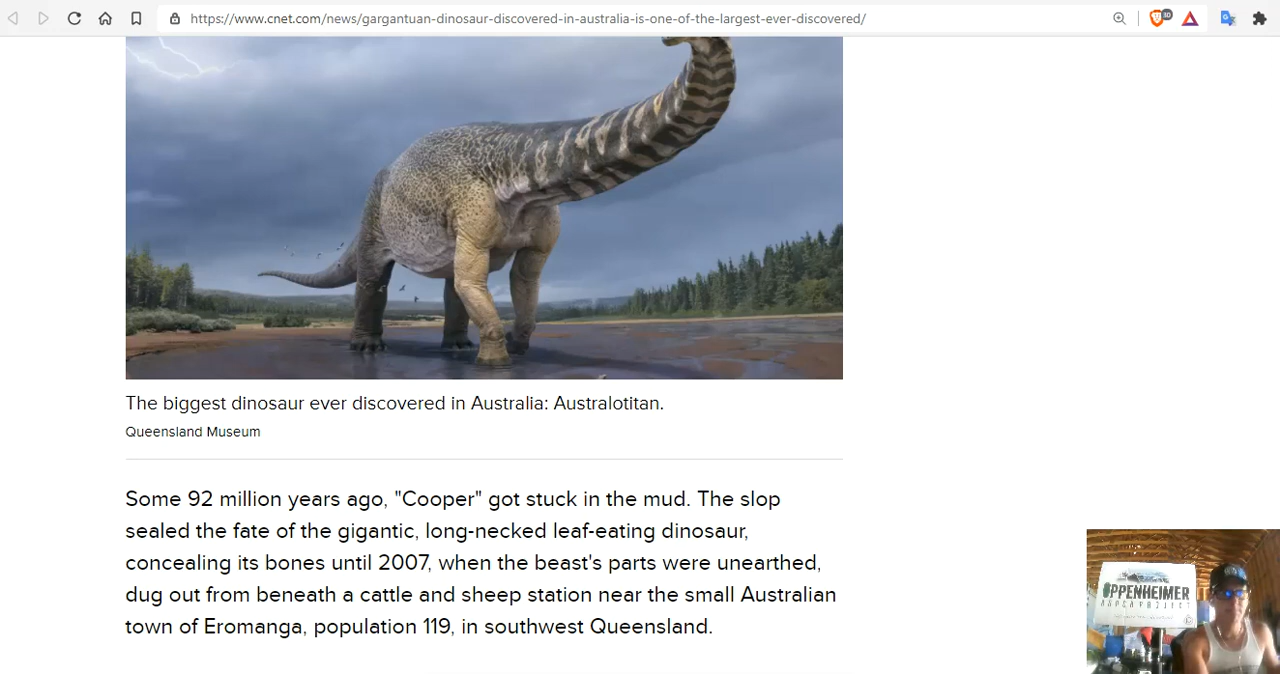 https://www.cnet.com/news/gargantuan-dinosaur-discovered-in-australia-is-one-of-the-largest-ever-discovered/
30
The biggest dinosaur ever discovered in Australia: Australotitan.
Queensland Museum
Some 92 million years ago, "Cooper" got stuck in the mud. The slop
sealed the fate of the gigantic, long-necked leaf-eating dinosaur,
concealing its bones until 2007, when the beast's parts were unearthed,
dug out from beneath a cattle and sheep station near the small Australian
town of Eromanga, population 119, in southwest Queensland.
OPPENHEIMER